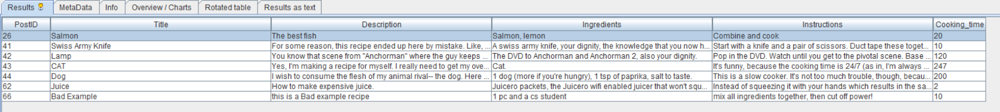 Results MetaData Info Overview / Charts Rotated table Results as text
PostID Title Description Ingredients Instructions Cooking_time
26 Salmon The best fish Salmon, lemon Combine and cook 20
41 Swiss Army Knife For some reason, this recipe ended up here by mistake. Like, ... A swiss army knife, your dignity, the knowledge that you now h... Start with a knife and a pair of scissors. Duct tape these toget... 10
42 Lamp You know that scene from "Anchorman" where the guy keeps ... The DVD to Anchorman and Anchorman 2, also your dignity. Pop in the DVD. Watch until you get to the pivotal scene. Base ... 120
43 CAT Yes, I'm making a recipe for myself. I really need to get my ove... Cat. It's funny, because the cooking time is 24/7 (as in, I'm always ... 247
44 Dog I wish to consume the flesh of my animal rival-- the dog. Here ... 1 dog (more if you're hungry), 1 tsp of paprika, salt to taste. This is a slow cooker. It's not too much trouble, though, becau... 200
62 Juice How to make expensive juice. Juicero packets, the Juicero wifi enabled juicer that won't squ... Instead of squeezing it with your hands which results in the sa... 2
66 Bad Example this is a Bad example recipe 1 pc and a cs student mix all ingredients together, then cut off power! 10